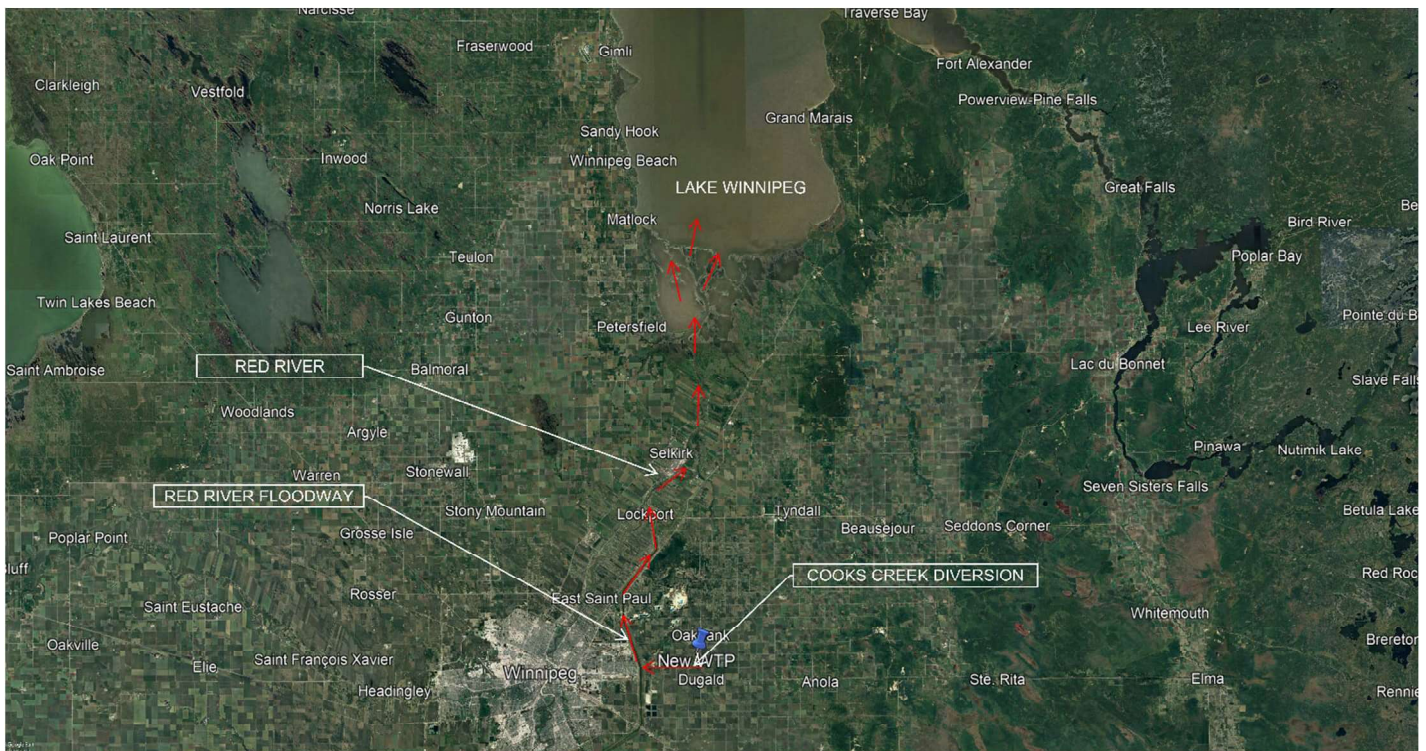 Narcisse
Traverse Bay
Fraserwood
Gimli
Fort Alexander
Clarkleigh
Vestfold
Powerview-Pine Falls
Grand Marais
Sandy Hook
Oak Point
Inwood
Winnipeg Beach
LAKE WINNIPEG
Great Falls
Norris Lake
Matlock
Be
Bird River
Saint Laurent
Teulon
Poplar Bay
Twin Lakes Beach
Gunton
Petersfield
Lee River
Pointe du B
Saint Ambroise
RED RIVER
Balmoral
Lac du Bonnet
Slave Falls
Woodlands
Argyle
Selkirk
Pinawa
Nutimik Lake
Warren
Stonewall
Seven Sisters Falls
RED RIVER FLOODWAY
Stony Mountain
Lockport
Tyndall
Betula Lake
Beausejour
Seddons Corner
Poplar Point
Grosse Isle
Bluff
Red Roc
COOKS CREEK DIVERSION
Rosser
East Saint Paul
Saint Eustache
Whitemouth
Oakbank
Brereton
Oakville
Elie
Saint François Xavier
Winnipeg
New WTP
Headingley
Dugald
Anola
Ste. Rita
Elma
Rennie
Google Earth